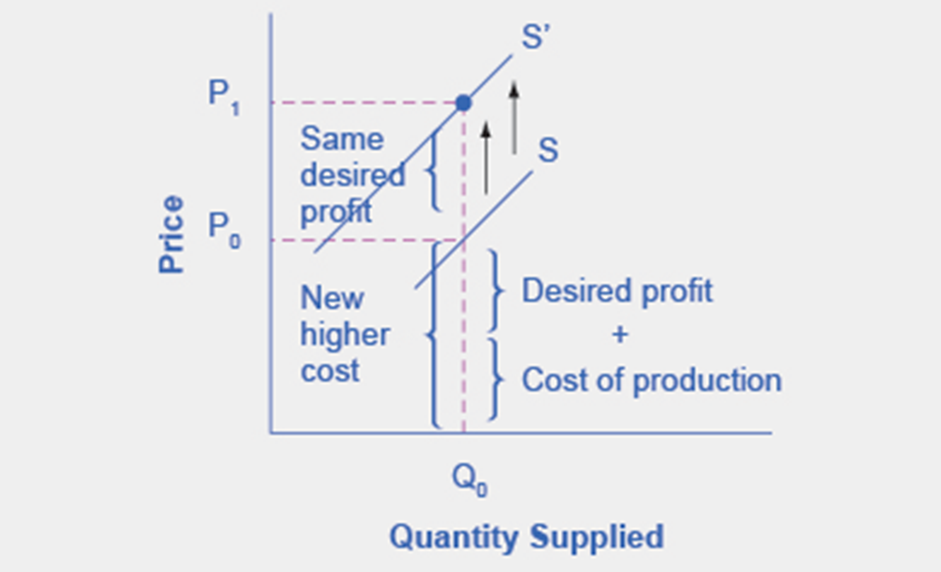 S’
P1
Same
desired
profit
S
Price
P0
New
higher
cost
Desired profit
+
Cost of production
Q0
Quantity Supplied